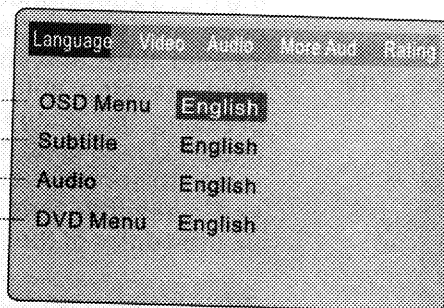 Language Video Audio More Aud Rating
OSD Menu English
Subtitle English
Audio English
DVD Menu English